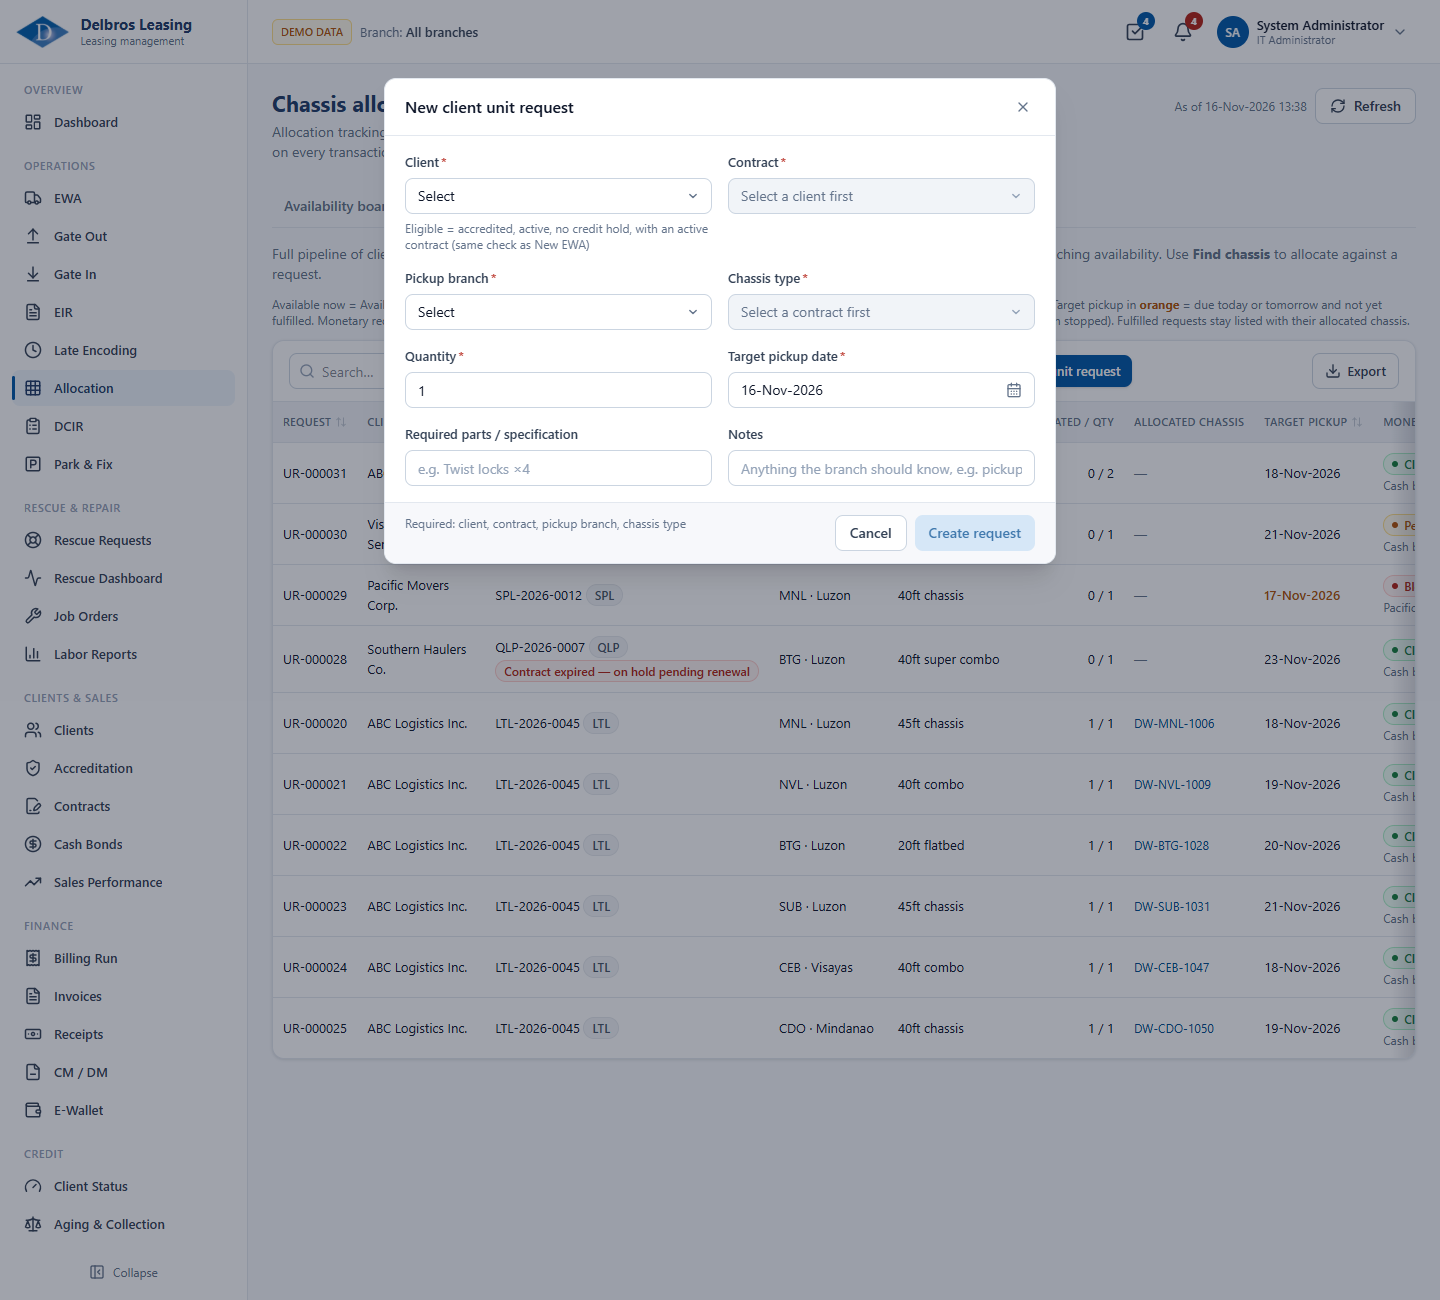 Delbros Leasing
Leasing management
DEMO DATA
Branch: All branches
4
4
SA
System Administrator
IT Administrator
OVERVIEW
Dashboard
OPERATIONS
EWA
Gate Out
Gate In
EIR
Late Encoding
Allocation
DCIR
Park & Fix
RESCUE & REPAIR
Rescue Requests
Rescue Dashboard
Job Orders
Labor Reports
CLIENTS & SALES
Clients
Accreditation
Contracts
Cash Bonds
Sales Performance
FINANCE
Billing Run
Invoices
Receipts
CM / DM
E-Wallet
CREDIT
Client Status
Aging & Collection
Collapse
Chassis
As of 16-Nov-2026 13:38
Refresh
Allocation tracking
on every
Availability
Full pipeline of
availability. Use Find chassis to allocate against a
request.
Available now =
Target pickup in orange = due today or tomorrow and not yet
fulfilled. Monetary
stopped). Fulfilled requests stay listed with their allocated chassis.
Search...
request
Export
New client unit request
Client*
Contract*
Select
Select a client first
Eligible = accredited, active, no credit hold, with an active
contract (same check as New EWA)
Pickup branch*
Chassis type*
Select
Select a contract first
Quantity*
Target pickup date*
1
16-Nov-2026
Required parts / specification
Notes
e.g. Twist locks ×4
Anything the branch should know, e.g. pickup
Required: client, contract, pickup branch, chassis type
Cancel
Create request
REQUEST
/ QTY
ALLOCATED CHASSIS
TARGET PICKUP
UR-000031
0 / 2
—
18-Nov-2026
Cash
UR-000030
0 / 1
—
21-Nov-2026
Cash
UR-000029
Pacific Movers
Corp.
SPL-2026-0012 SPL
MNL · Luzon
40ft chassis
0 / 1
—
17-Nov-2026
UR-000028
Southern Haulers
Co.
QLP-2026-0007 QLP
Contract expired — on hold pending renewal
BTG · Luzon
40ft super combo
0 / 1
—
23-Nov-2026
Cash
UR-000020
ABC Logistics Inc.
LTL-2026-0045 LTL
MNL · Luzon
45ft chassis
1 / 1
DW-MNL-1006
18-Nov-2026
Cash
UR-000021
ABC Logistics Inc.
LTL-2026-0045 LTL
NVL · Luzon
40ft combo
1 / 1
DW-NVL-1009
19-Nov-2026
Cash
UR-000022
ABC Logistics Inc.
LTL-2026-0045 LTL
BTG · Luzon
20ft flatbed
1 / 1
DW-BTG-1028
20-Nov-2026
Cash
UR-000023
ABC Logistics Inc.
LTL-2026-0045 LTL
SUB · Luzon
45ft chassis
1 / 1
DW-SUB-1031
21-Nov-2026
Cash
UR-000024
ABC Logistics Inc.
LTL-2026-0045 LTL
CEB · Visayas
40ft combo
1 / 1
DW-CEB-1047
18-Nov-2026
Cash
UR-000025
ABC Logistics Inc.
LTL-2026-0045 LTL
CDO · Mindanao
40ft chassis
1 / 1
DW-CDO-1050
19-Nov-2026
Cash